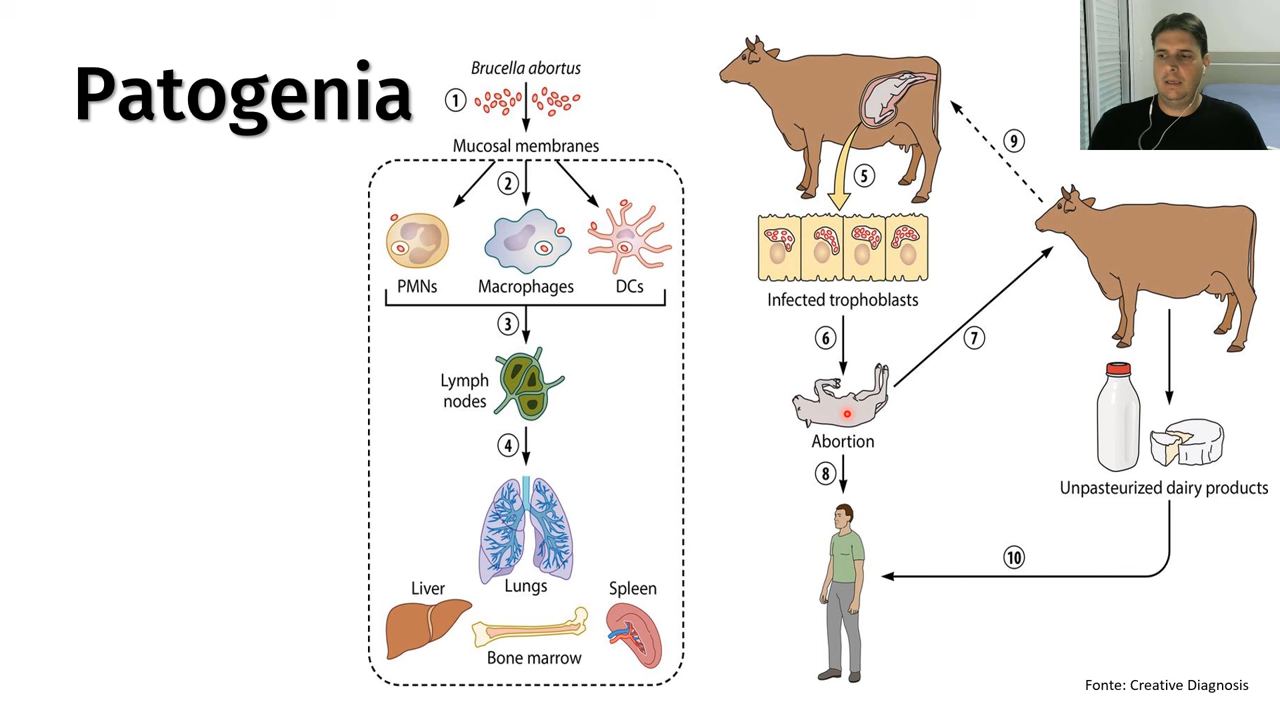 Patogenia
Brucella abortus
1
Mucosal membranes
2
PMNs
Macrophages
DCs
3
Lymph
nodes
4
Lungs
Liver
Spleen
Bone marrow
5
Infected trophoblasts
6
Abortion
7
8
9
Unpasteurized dairy products
10
Fonte: Creative Diagnosis